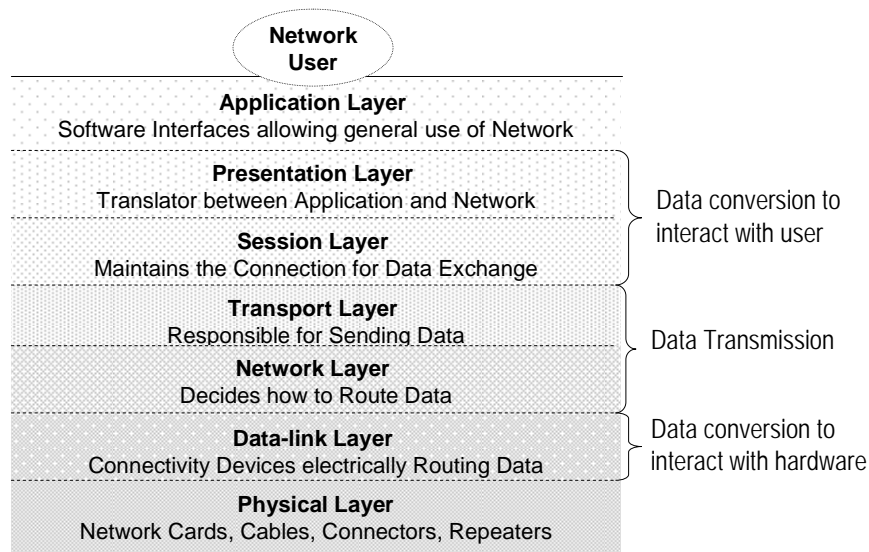 Network
User
Application Layer
Software Interfaces allowing general use of Network
Presentation Layer
Translator between Application and Network
Data conversion to
interact with user
Session Layer
Maintains the Connection for Data Exchange
Transport Layer
Responsible for Sending Data
Data Transmission
Network Layer
Decides how to Route Data
Data-link Layer
Connectivity Devices electrically Routing Data
Data conversion to
interact with hardware
Physical Layer
Network Cards, Cables, Connectors, Repeaters